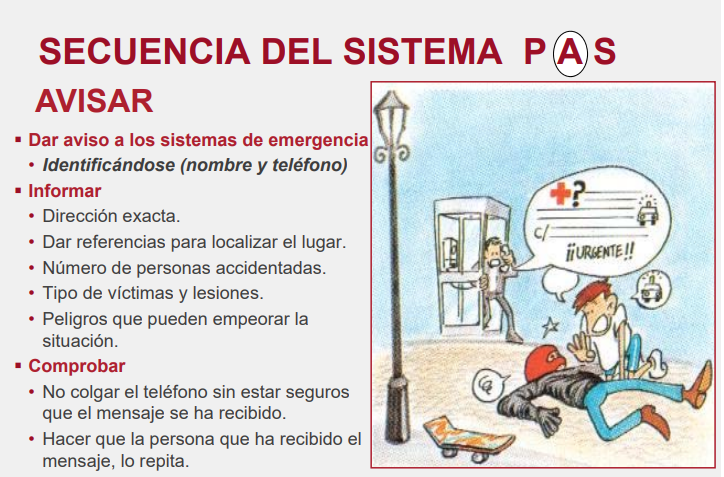 SECUENCIA DEL SISTEMA P A S
AVISAR
▪ Dar aviso a los sistemas de emergencia
• Identificándose (nombre y teléfono)
▪ Informar
• Dirección exacta.
• Dar referencias para localizar el lugar.
• Número de personas accidentadas.
• Tipo de víctimas y lesiones.
• Peligros que pueden empeorar la
situación.
▪ Comprobar
• No colgar el teléfono sin estar seguros
que el mensaje se ha recibido.
• Hacer que la persona que ha recibido el
mensaje, lo repita.
?
C/
¡¡URGENTE!!